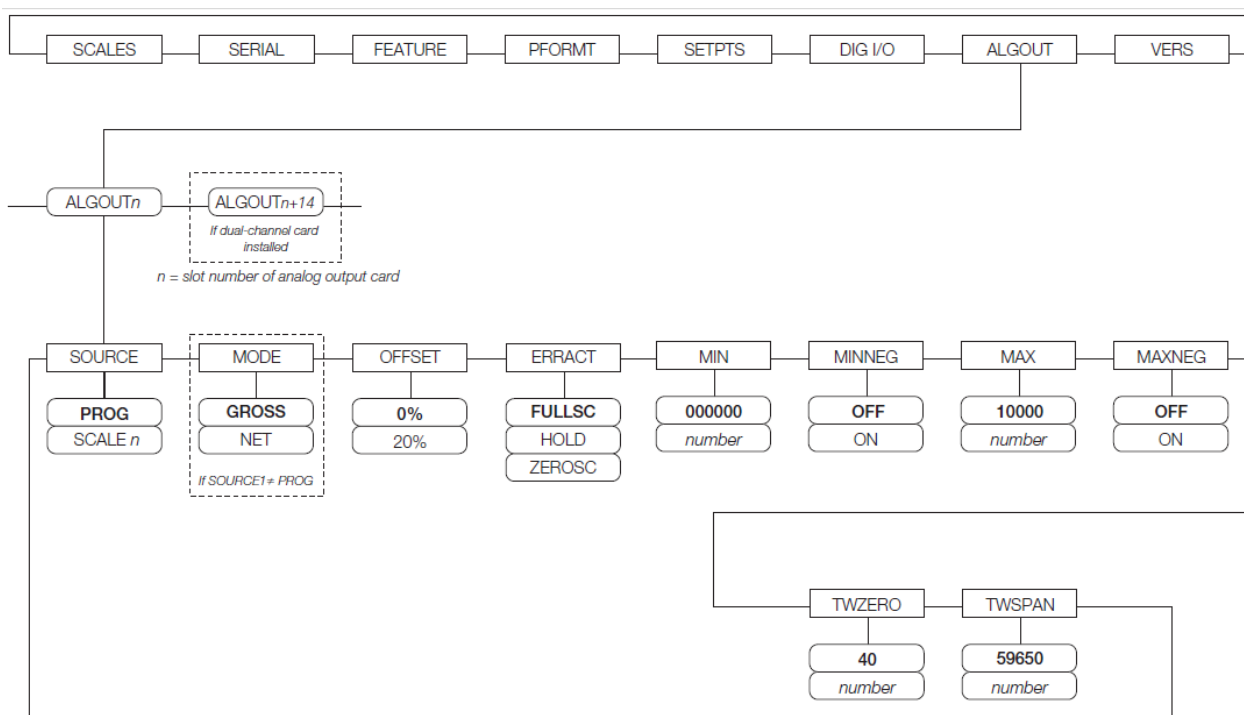 SCALES
SERIAL
FEATURE
PFORMT
SETPTS
DIG I/O
ALGOUT
VERS
ALGOUTn
ALGOUTn+14
If dual-channel card
installed
n = slot number of analog output card
SOURCE
MODE
OFFSET
ERRACT
MIN
MINNEG
MAX
MAXNEG
PROG
GROSS
0%
FULLSC
000000
OFF
10000
OFF
SCALE n
NET
20%
HOLD
number
ON
number
ON
ZEROSC
If SOURCE1≠ PROG
TWZERO
TWSPAN
40
59650
number
number